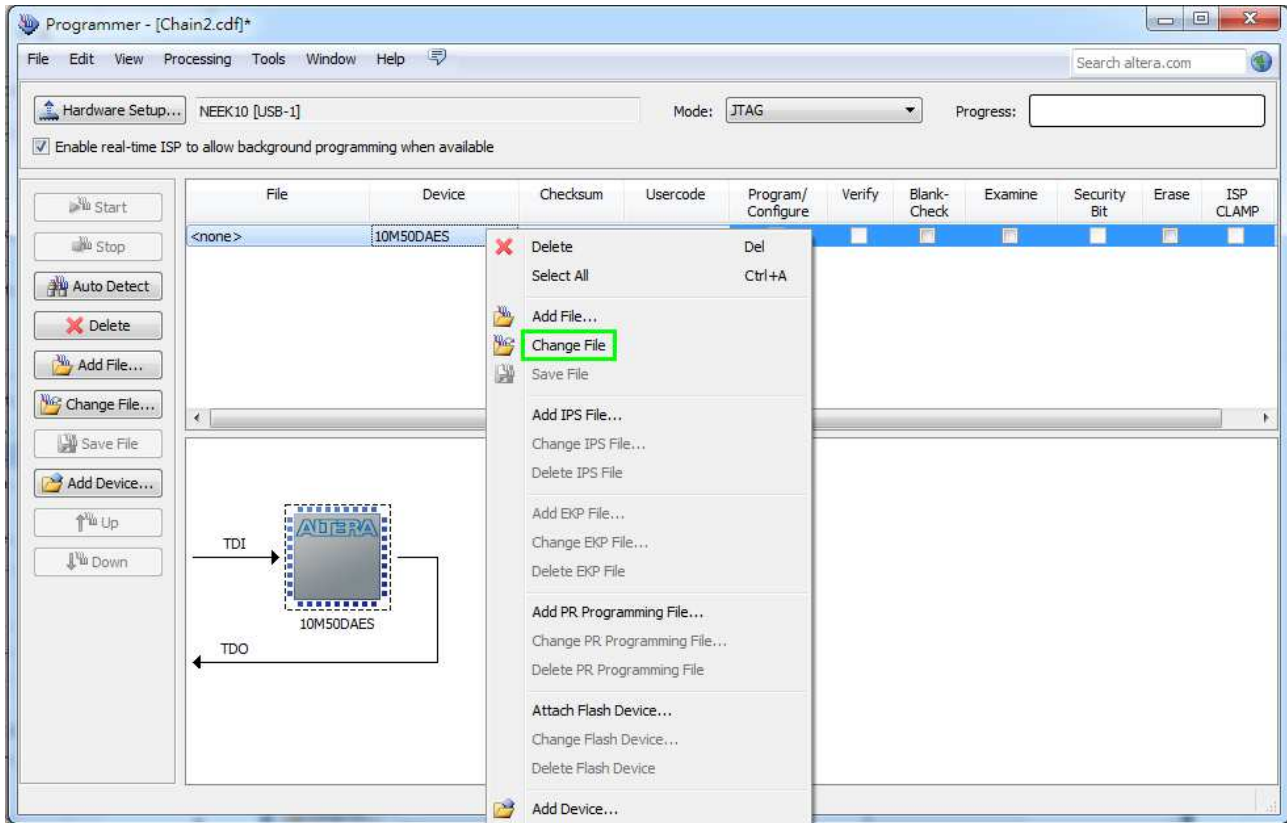 Programmer - [Chain2.cdf]*
File Edit View Processing Tools Window Help
Search altera.com
Hardware Setup... NEEK10 [USB-1] Mode: JTAG Progress:
Enable real-time ISP to allow background programming when available
File Device Checksum Usercode Program/Configure Verify Blank-Check Examine Security Bit Erase ISP CLAMP
<none> 10M50DAES
Start
Stop
Auto Detect
Delete
Add File...
Change File...
Save File
Add Device...
Up
Down
Delete Del
Select All Ctrl+A
Add File...
Change File
Save File
Add IPS File...
Change IPS File...
Delete IPS File
Add EKP File...
Change EKP File...
Delete EKP File
Add PR Programming File...
Change PR Programming File...
Delete PR Programming File
Attach Flash Device...
Change Flash Device...
Delete Flash Device
Add Device...
TDI
ALTERA
10M50DAES
TDO